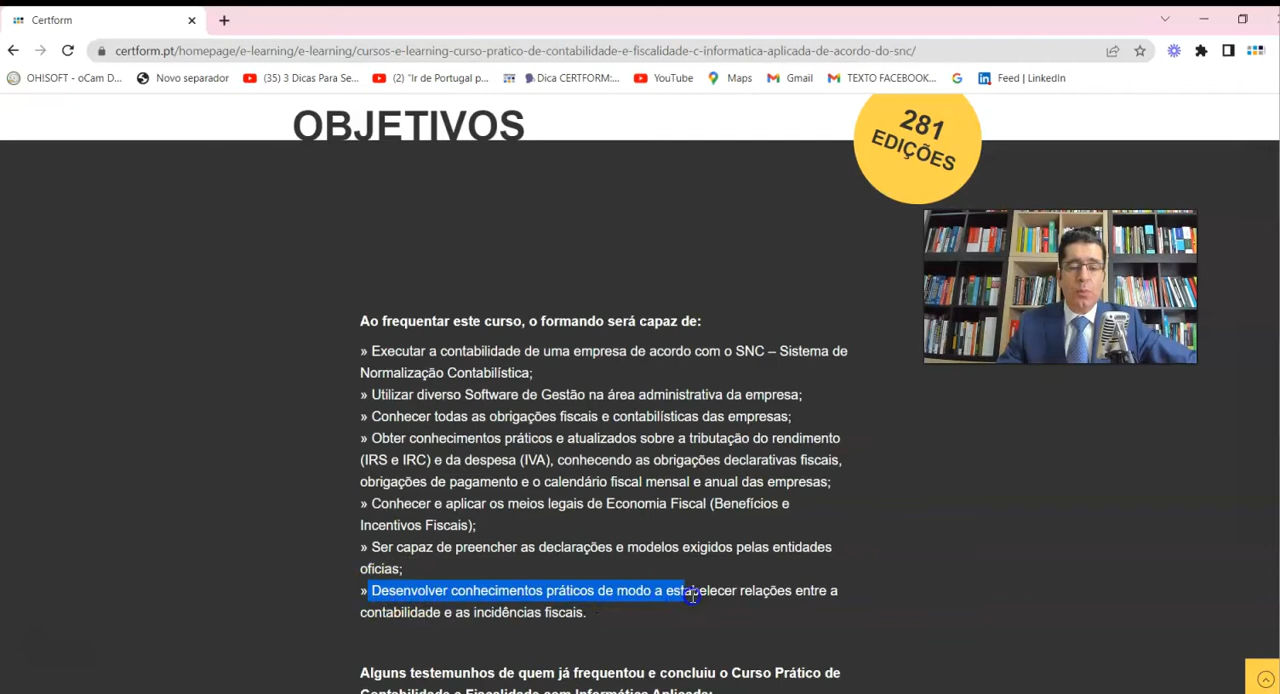 Certform
certform.pt/homepage/e-learning/e-learning/cursos-e-learning-curso-pratico-de-contabilidade-e-fiscalidade-c-informatica-aplicada-de-acordo-do-snc/
OHISOFT - oCam D... Novo separador (35) 3 Dicas Para Se... (2) "Ir de Portugal p... Dica CERTFORM:... YouTube Maps Gmail TEXTO FACEBOOK... Feed | LinkedIn
OBJETIVOS
281
EDIÇÕES
Ao frequentar este curso, o formando será capaz de:
» Executar a contabilidade de uma empresa de acordo com o SNC – Sistema de
Normalização Contabilística;
» Utilizar diverso Software de Gestão na área administrativa da empresa;
» Conhecer todas as obrigações fiscais e contabilísticas das empresas;
» Obter conhecimentos práticos e atualizados sobre a tributação do rendimento
(IRS e IRC) e da despesa (IVA), conhecendo as obrigações declarativas fiscais,
obrigações de pagamento e o calendário fiscal mensal e anual das empresas;
» Conhecer e aplicar os meios legais de Economia Fiscal (Benefícios e
Incentivos Fiscais);
» Ser capaz de preencher as declarações e modelos exigidos pelas entidades
oficias;
» Desenvolver conhecimentos práticos de modo a estabelecer relações entre a
contabilidade e as incidências fiscais.
Alguns testemunhos de quem já frequentou e concluiu o Curso Prático de
Contabilidade e Fiscalidade com Informática Aplicada: